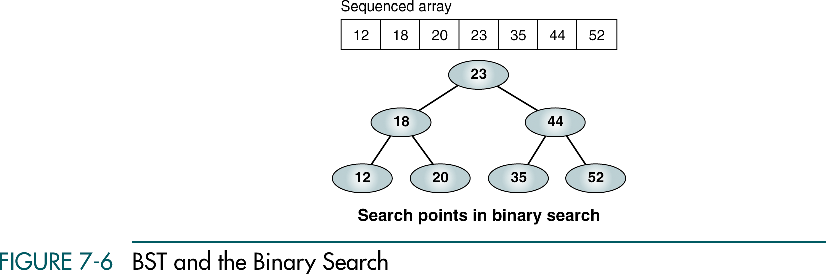 Sequenced array
12 18 20 23 35 44 52
23
18 44
12 20 35 52
Search points in binary search
FIGURE 7-6 BST and the Binary Search